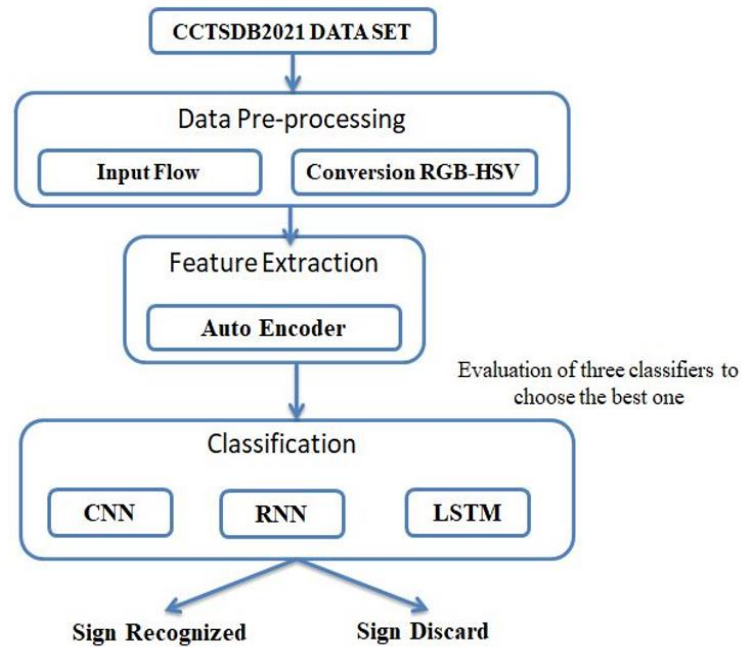 CCTSDB2021 DATA SET
Data Pre-processing
Input Flow
Conversion RGB-HSV
Feature Extraction
Auto Encoder
Evaluation of three classifiers to
choose the best one
Classification
CNN
RNN
LSTM
Sign Recognized
Sign Discard